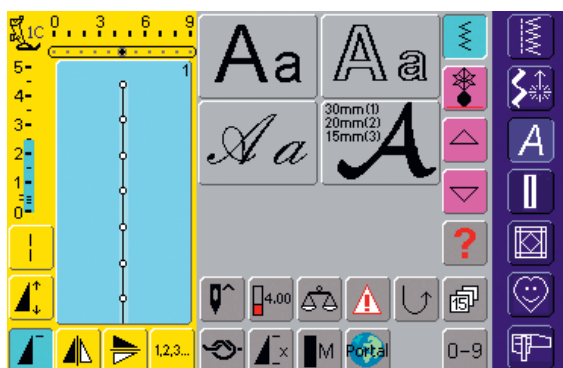 1C
0 3 6 9
5
4
3
2
1
0
1
Aa
Aa
Aa
30mm(1)
20mm(2)
15mm(3)
A
A
?
4.00
15
1,2,3...
x
M
Portal
0-9